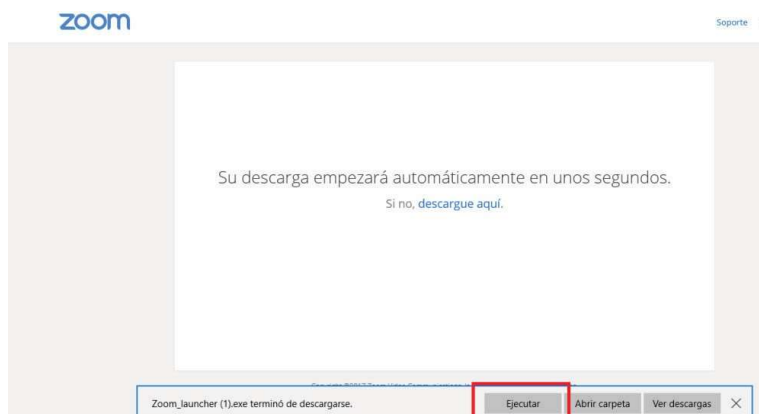 zoom
Soporte
Su descarga empezará automáticamente en unos segundos.
Si no, descargue aquí.
Zoom_launcher (1).exe terminó de descargarse.
Ejecutar
Abrir carpeta
Ver descargas